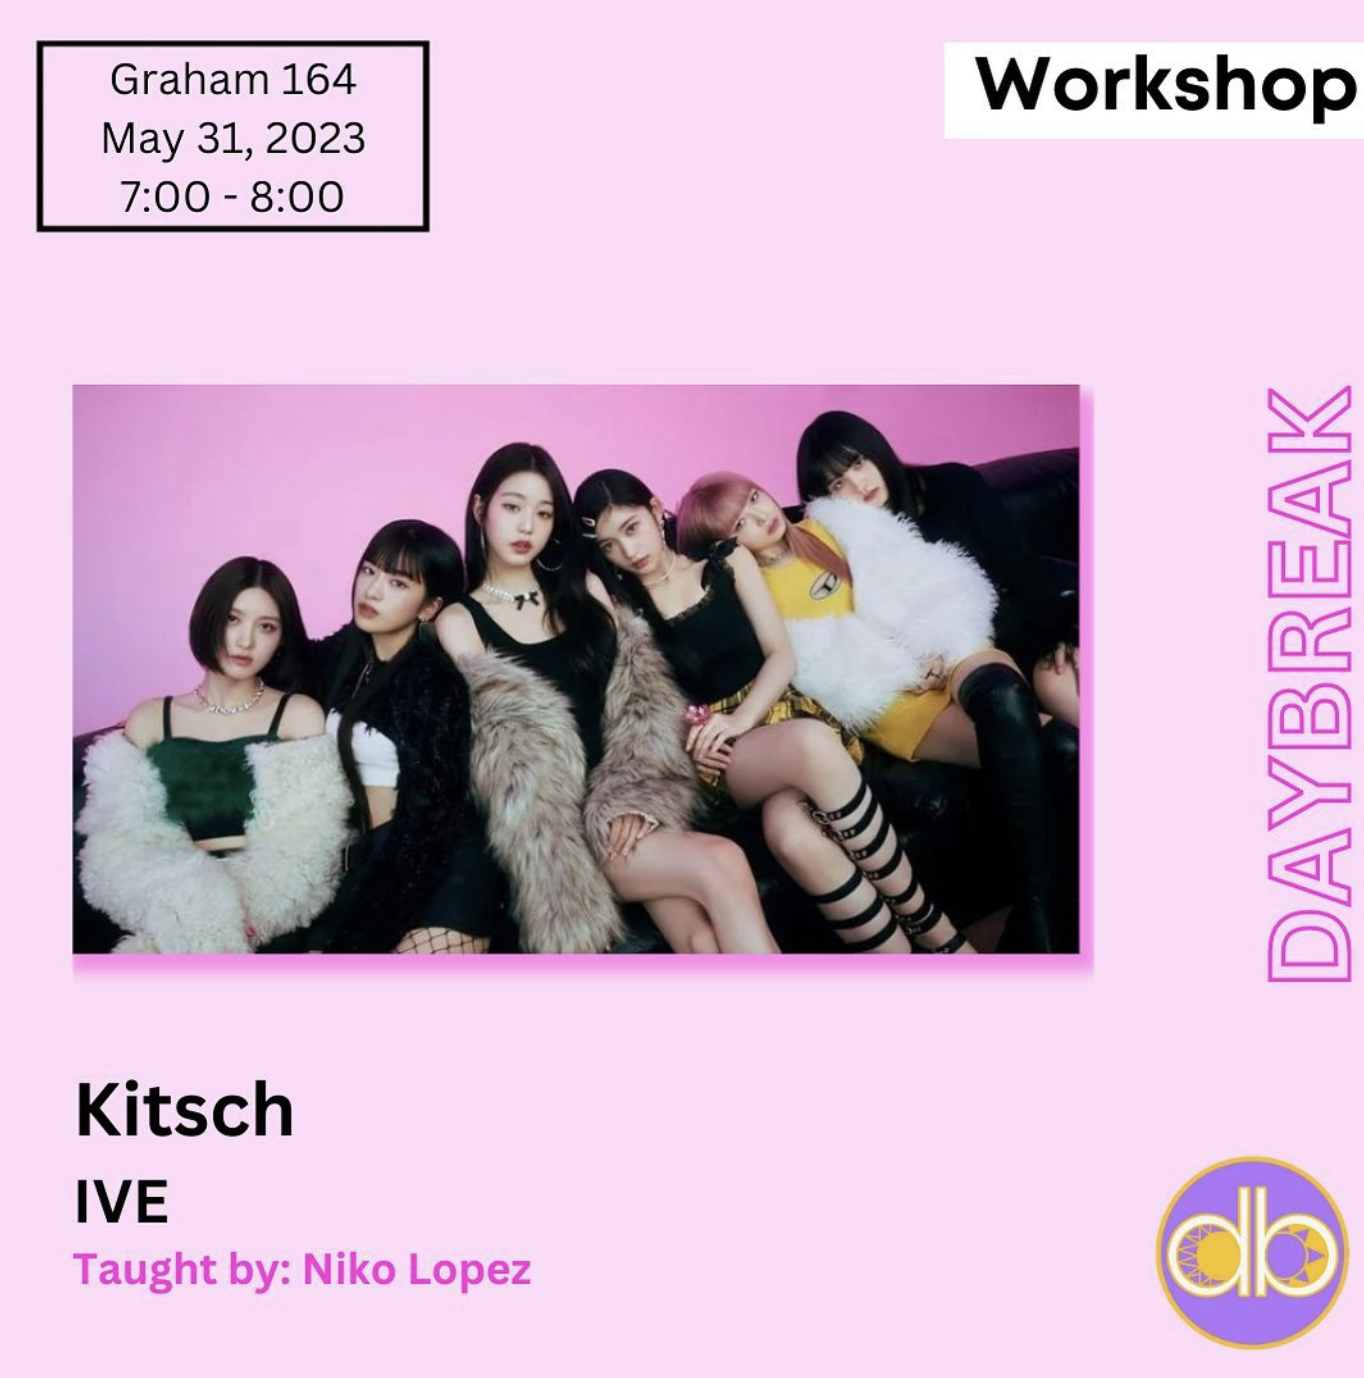 Graham 164
May 31, 2023
7:00 - 8:00
Workshop
DAYBREAK
Kitsch
IVE
Taught by: Niko Lopez
db